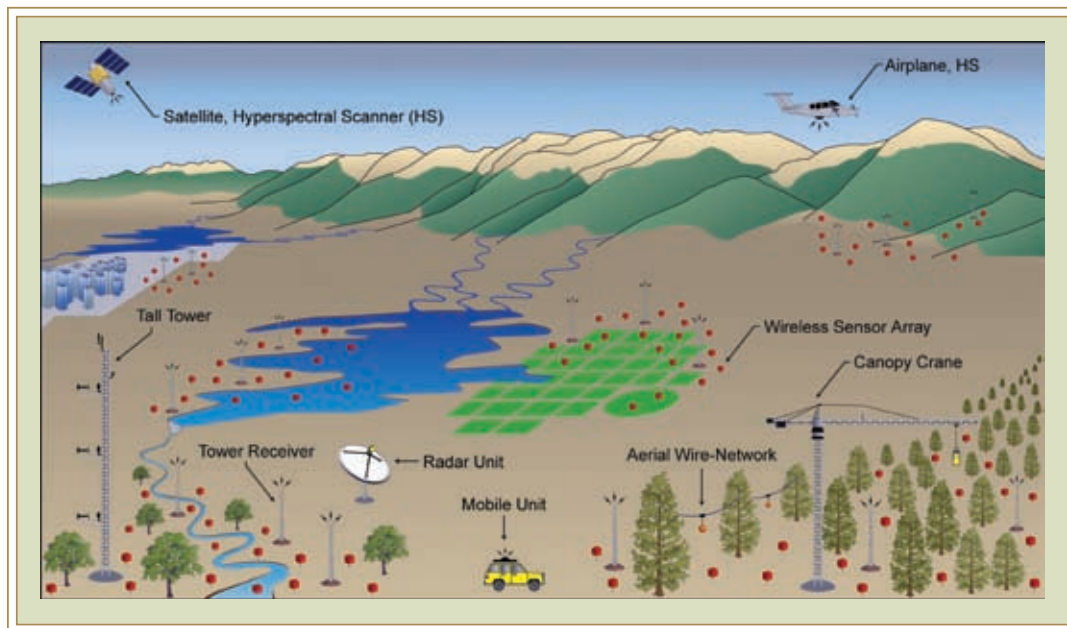 Airplane, HS
Satellite, Hyperspectral Scanner (HS)
Tall Tower
Wireless Sensor Array
Canopy Crane
Tower Receiver
Radar Unit
Aerial Wire-Network
Mobile Unit